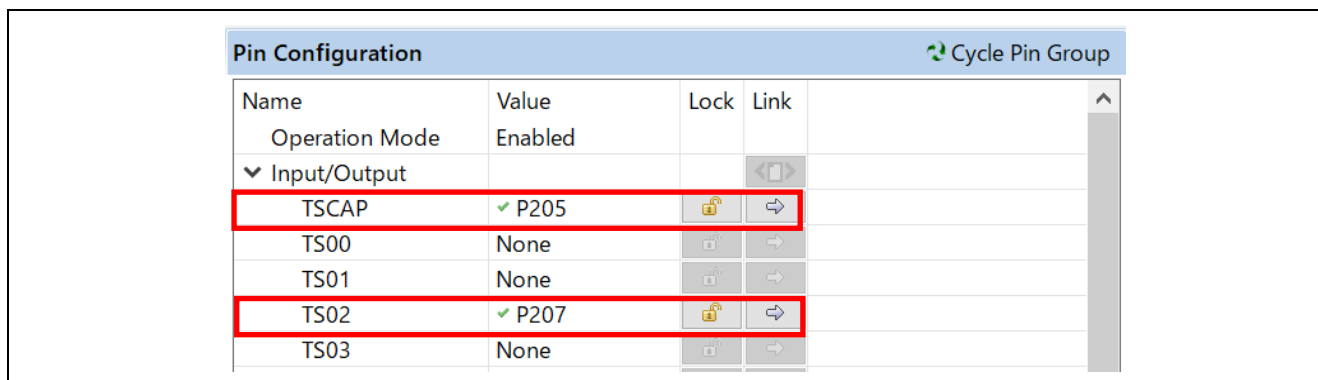 Pin Configuration Cycle Pin Group
Name Value Lock Link
Operation Mode Enabled
Input/Output
TSCAP P205
TS00 None
TS01 None
TS02 P207
TS03 None